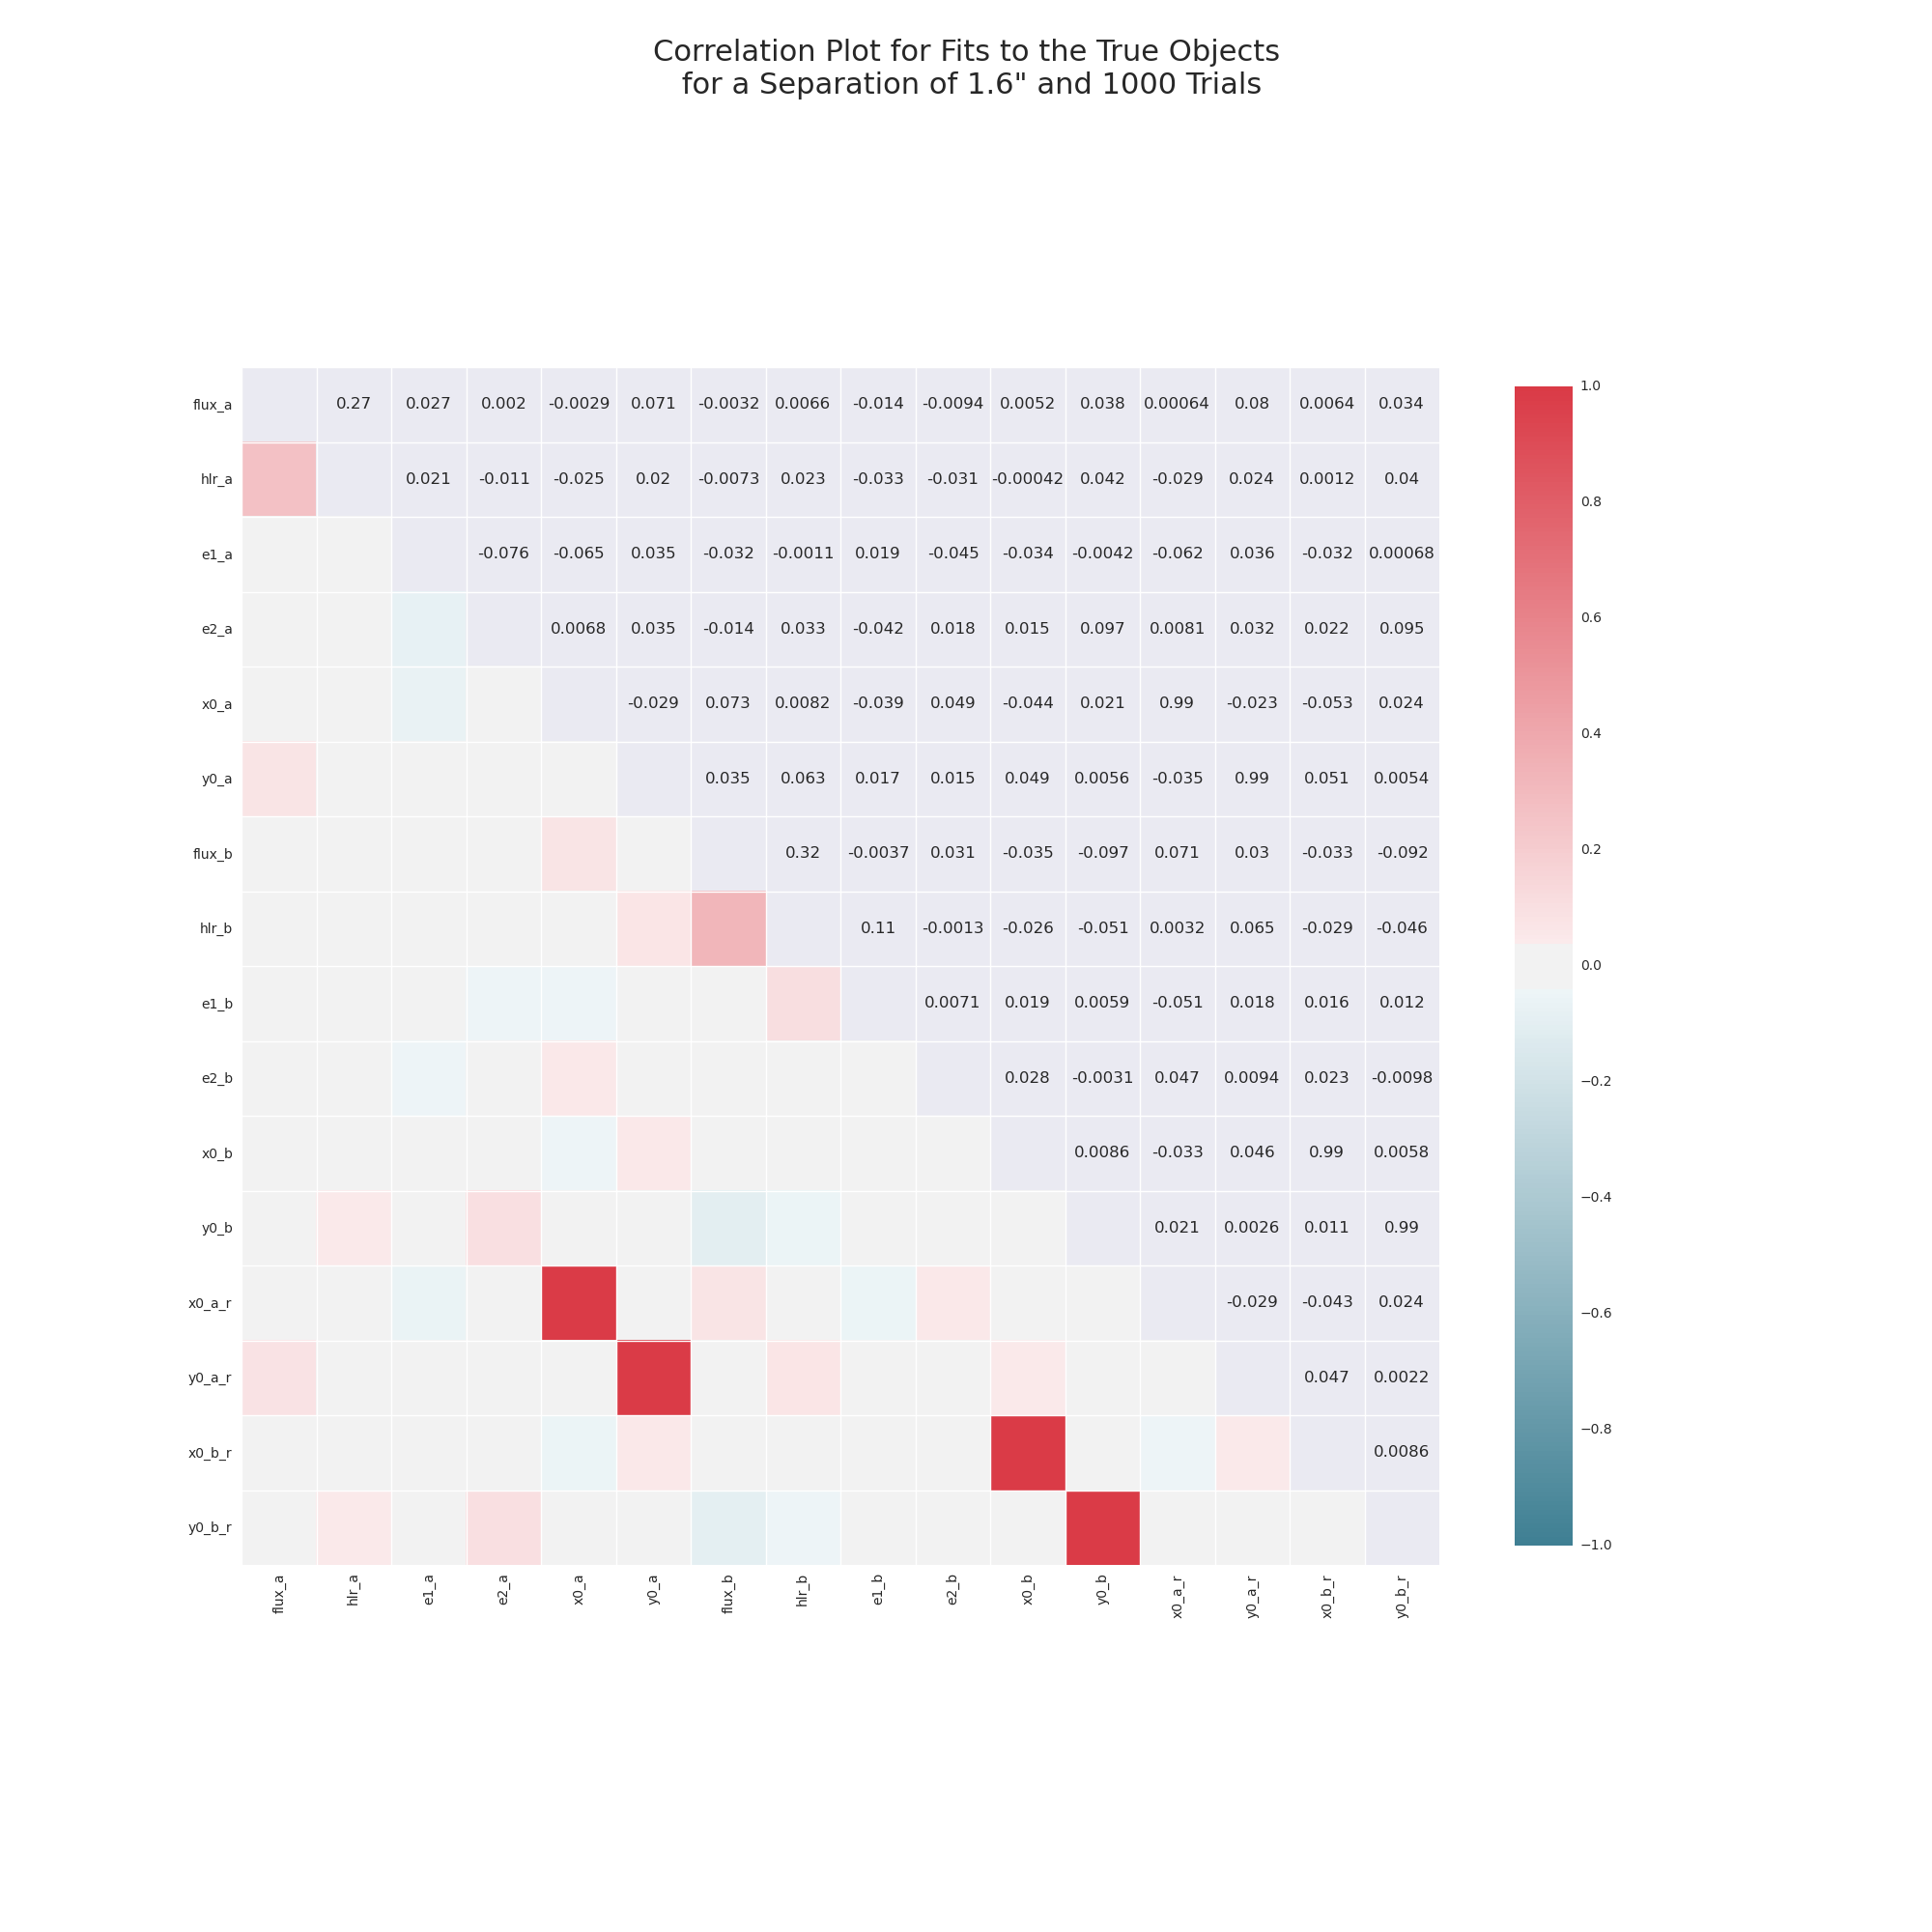 Correlation Plot for Fits to the True Objects
for a Separation of 1.6" and 1000 Trials
flux_a 0.27 0.027 0.002 -0.0029 0.071 -0.0032 0.0066 -0.014 -0.0094 0.0052 0.038 0.00064 0.08 0.0064 0.034
hlr_a 0.021 -0.011 -0.025 0.02 -0.0073 0.023 -0.033 -0.031 -0.00042 0.042 -0.029 0.024 0.0012 0.04
e1_a -0.076 -0.065 0.035 -0.032 -0.0011 0.019 -0.045 -0.034 -0.0042 -0.062 0.036 -0.032 0.00068
e2_a 0.0068 0.035 -0.014 0.033 -0.042 0.018 0.015 0.097 0.0081 0.032 0.022 0.095
x0_a -0.029 0.073 0.0082 -0.039 0.049 -0.044 0.021 0.99 -0.023 -0.053 0.024
y0_a 0.035 0.063 0.017 0.015 0.049 0.0056 -0.035 0.99 0.051 0.0054
flux_b 0.32 -0.0037 0.031 -0.035 -0.097 0.071 0.03 -0.033 -0.092
hlr_b 0.11 -0.0013 -0.026 -0.051 0.0032 0.065 -0.029 -0.046
e1_b 0.0071 0.019 0.0059 -0.051 0.018 0.016 0.012
e2_b 0.028 -0.0031 0.047 0.0094 0.023 -0.0098
x0_b 0.0086 -0.033 0.046 0.99 0.0058
y0_b 0.021 0.0026 0.011 0.99
x0_a_r -0.029 -0.043 0.024
y0_a_r 0.047 0.0022
x0_b_r 0.0086
y0_b_r
flux_a hlr_a e1_a e2_a x0_a y0_a flux_b hlr_b e1_b e2_b x0_b y0_b x0_a_r y0_a_r x0_b_r y0_b_r
1.0
0.8
0.6
0.4
0.2
0.0
−0.2
−0.4
−0.6
−0.8
−1.0